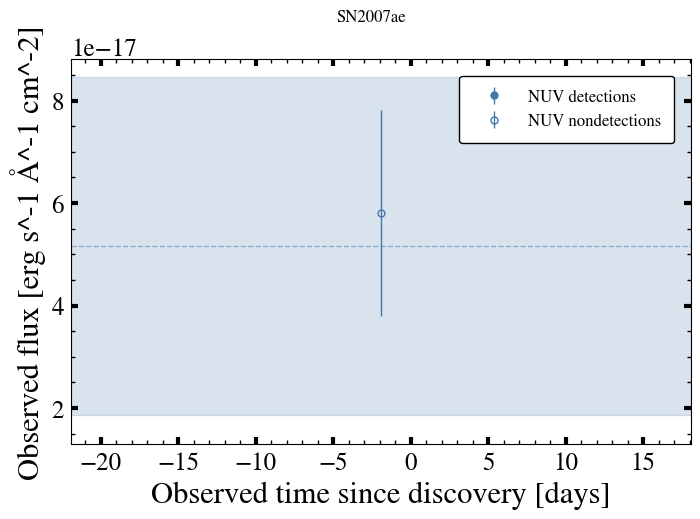 SN2007ae
1e−17
Observed flux [erg s^-1 Å^-1 cm^-2]
8
6
4
2
NUV detections
NUV nondetections
−20 −15 −10 −5 0 5 10 15
Observed time since discovery [days]